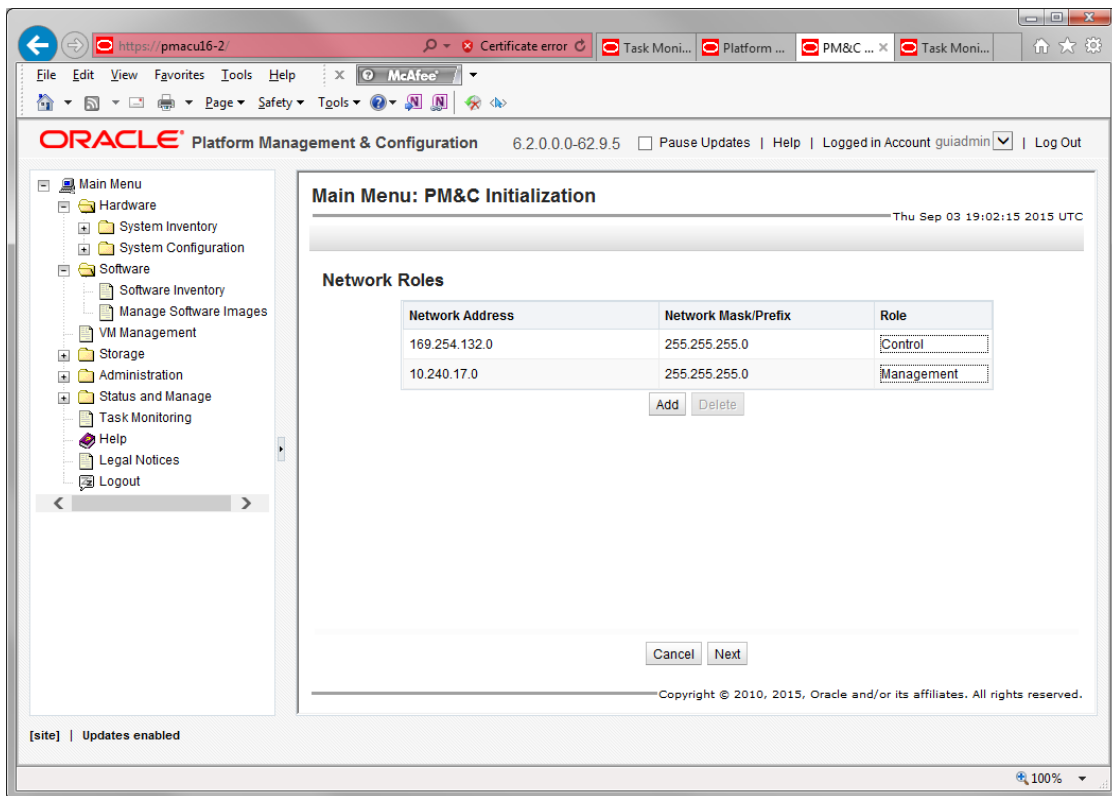 https://pmacu16-2/ Certificate error Task Moni... Platform ... PM&C ... Task Moni...
File Edit View Favorites Tools Help X McAfee
Page Safety Tools
ORACLE Platform Management & Configuration 6.2.0.0.0-62.9.5 Pause Updates | Help | Logged in Account guiadmin | Log Out
Main Menu
Hardware
System Inventory
System Configuration
Software
Software Inventory
Manage Software Images
VM Management
Storage
Administration
Status and Manage
Task Monitoring
Help
Legal Notices
Logout
Main Menu: PM&C Initialization
Thu Sep 03 19:02:15 2015 UTC
Network Roles
Network Address Network Mask/Prefix Role
169.254.132.0 255.255.255.0 Control
10.240.17.0 255.255.255.0 Management
Add Delete
Cancel Next
Copyright © 2010, 2015, Oracle and/or its affiliates. All rights reserved.
[site] | Updates enabled
100%